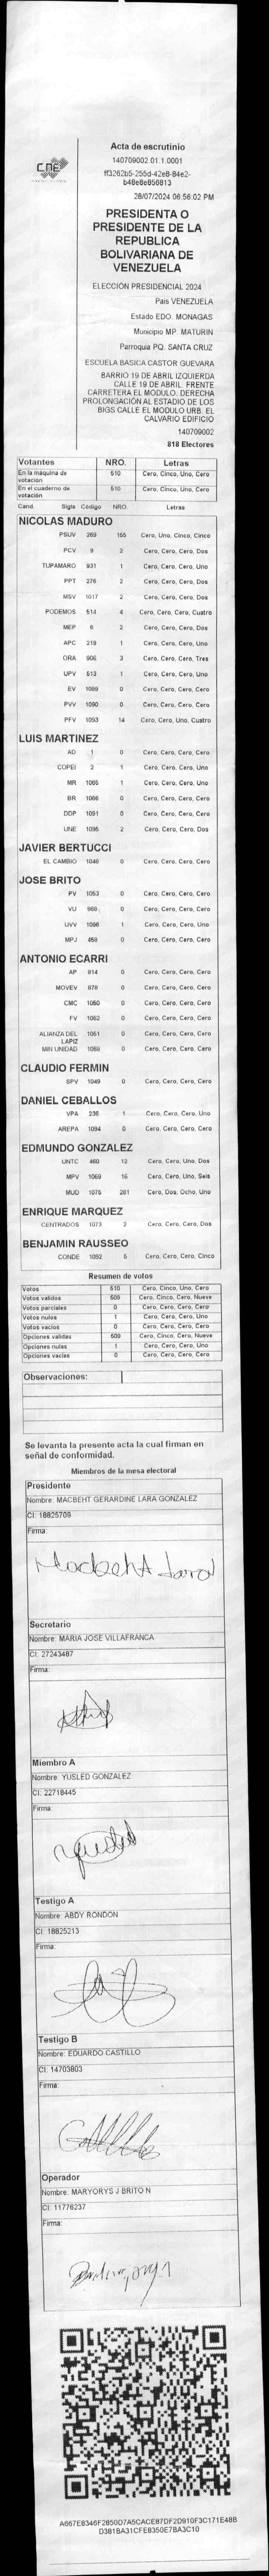 CNE
Acta de escrutinio
140709002.01.1.0001
ff3262b5-255d-42e8-84e2-
b48e8e856813
28/07/2024 06:56:02 PM
PRESIDENTA O
PRESIDENTE DE LA
REPUBLICA
BOLIVARIANA DE
VENEZUELA
ELECCIÓN PRESIDENCIAL 2024
Pais VENEZUELA
Estado EDO. MONAGAS
Municipio MP. MATURIN
Parroquia PQ. SANTA CRUZ
ESCUELA BASICA CASTOR GUEVARA
BARRIO 19 DE ABRIL IZQUIERDA
CALLE 19 DE ABRIL. FRENTE
CARRETERA EL MODULO. DERECHA
PROLONGACIÓN AL ESTADIO DE LOS
BIGS CALLE EL MODULO URB. EL
CALVARIO EDIFICIO
140709002
818 Electores
Votantes NRO. Letras
En la máquina de votación 510 Cero, Cinco, Uno, Cero
En el cuaderno de votación 510 Cero, Cinco, Uno, Cero
Cand. Sigla Código NRO. Letras
NICOLAS MADURO
PSUV 269 155 Cero, Uno, Cinco, Cinco
PCV 9 2 Cero, Cero, Cero, Dos
TUPAMARO 931 1 Cero, Cero, Cero, Uno
PPT 276 2 Cero, Cero, Cero, Dos
MSV 1017 2 Cero, Cero, Cero, Dos
PODEMOS 514 4 Cero, Cero, Cero, Cuatro
MEP 6 2 Cero, Cero, Cero, Dos
APC 219 1 Cero, Cero, Cero, Uno
ORA 906 3 Cero, Cero, Cero, Tres
UPV 513 1 Cero, Cero, Cero, Uno
EV 1089 0 Cero, Cero, Cero, Cero
PVV 1090 0 Cero, Cero, Cero, Cero
PFV 1093 14 Cero, Cero, Uno, Cuatro
LUIS MARTINEZ
AD 1 0 Cero, Cero, Cero, Cero
COPEI 2 1 Cero, Cero, Cero, Uno
MR 1065 1 Cero, Cero, Cero, Uno
BR 1066 0 Cero, Cero, Cero, Cero
DDP 1091 0 Cero, Cero, Cero, Cero
UNE 1095 2 Cero, Cero, Cero, Dos
JAVIER BERTUCCI
EL CAMBIO 1048 0 Cero, Cero, Cero, Cero
JOSE BRITO
PV 1053 0 Cero, Cero, Cero, Cero
VU 968 0 Cero, Cero, Cero, Cero
UVV 1096 1 Cero, Cero, Cero, Uno
MPJ 458 0 Cero, Cero, Cero, Cero
ANTONIO ECARRI
AP 814 0 Cero, Cero, Cero, Cero
MOVEV 878 0 Cero, Cero, Cero, Cero
CMC 1050 0 Cero, Cero, Cero, Cero
FV 1062 0 Cero, Cero, Cero, Cero
ALIANZA DEL LAPIZ 1051 0 Cero, Cero, Cero, Cero
MIN UNIDAD 1068 0 Cero, Cero, Cero, Cero
CLAUDIO FERMIN
SPV 1049 0 Cero, Cero, Cero, Cero
DANIEL CEBALLOS
VPA 236 1 Cero, Cero, Cero, Uno
AREPA 1094 0 Cero, Cero, Cero, Cero
EDMUNDO GONZALEZ
UNTC 460 12 Cero, Cero, Uno, Dos
MPV 1069 16 Cero, Cero, Uno, Seis
MUD 1075 281 Cero, Dos, Ocho, Uno
ENRIQUE MARQUEZ
CENTRADOS 1073 2 Cero, Cero, Cero, Dos
BENJAMIN RAUSSEO
CONDE 1052 5 Cero, Cero, Cero, Cinco
Resumen de votos
Votos 510 Cero, Cinco, Uno, Cero
Votos validos 509 Cero, Cinco, Cero, Nueve
Votos parciales 0 Cero, Cero, Cero, Cero
Votos nulos 1 Cero, Cero, Cero, Uno
Votos vacios 0 Cero, Cero, Cero, Cero
Opciones validas 509 Cero, Cinco, Cero, Nueve
Opciones nulas 1 Cero, Cero, Cero, Uno
Opciones vacías 0 Cero, Cero, Cero, Cero
Observaciones:
Se levanta la presente acta la cual firman en
señal de conformidad.
Miembros de la mesa electoral
Presidente
Nombre: MACBEHT GERARDINE LARA GONZALEZ
CI: 18825709
Firma:
Macbeht Lara
Secretario
Nombre: MARIA JOSE VILLAFRANCA
CI: 27243487
Firma:
Miembro A
Nombre: YUSLED GONZALEZ
CI: 22718445
Firma:
Yusled
Testigo A
Nombre: ABDY RONDON
CI: 18825213
Firma:
Testigo B
Nombre: EDUARDO CASTILLO
CI: 14703803
Firma:
Operador
Nombre: MARYORYS J BRITO N
CI: 11776237
Firma:
A667E8346F2850D7A5CACE87DF2D910F3C171E48B
D381BA31CFE8350E7BA3C10